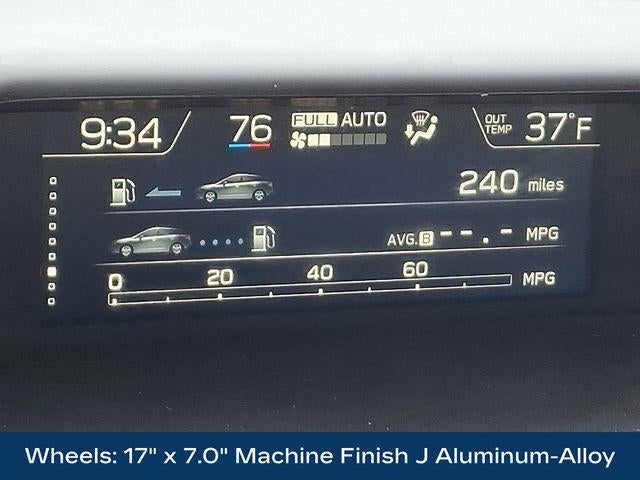 9:34 76 FULL AUTO OUT TEMP 37°F
240 miles
AVG. B --.- MPG
0 20 40 60 MPG
Wheels: 17" x 7.0" Machine Finish J Aluminum-Alloy